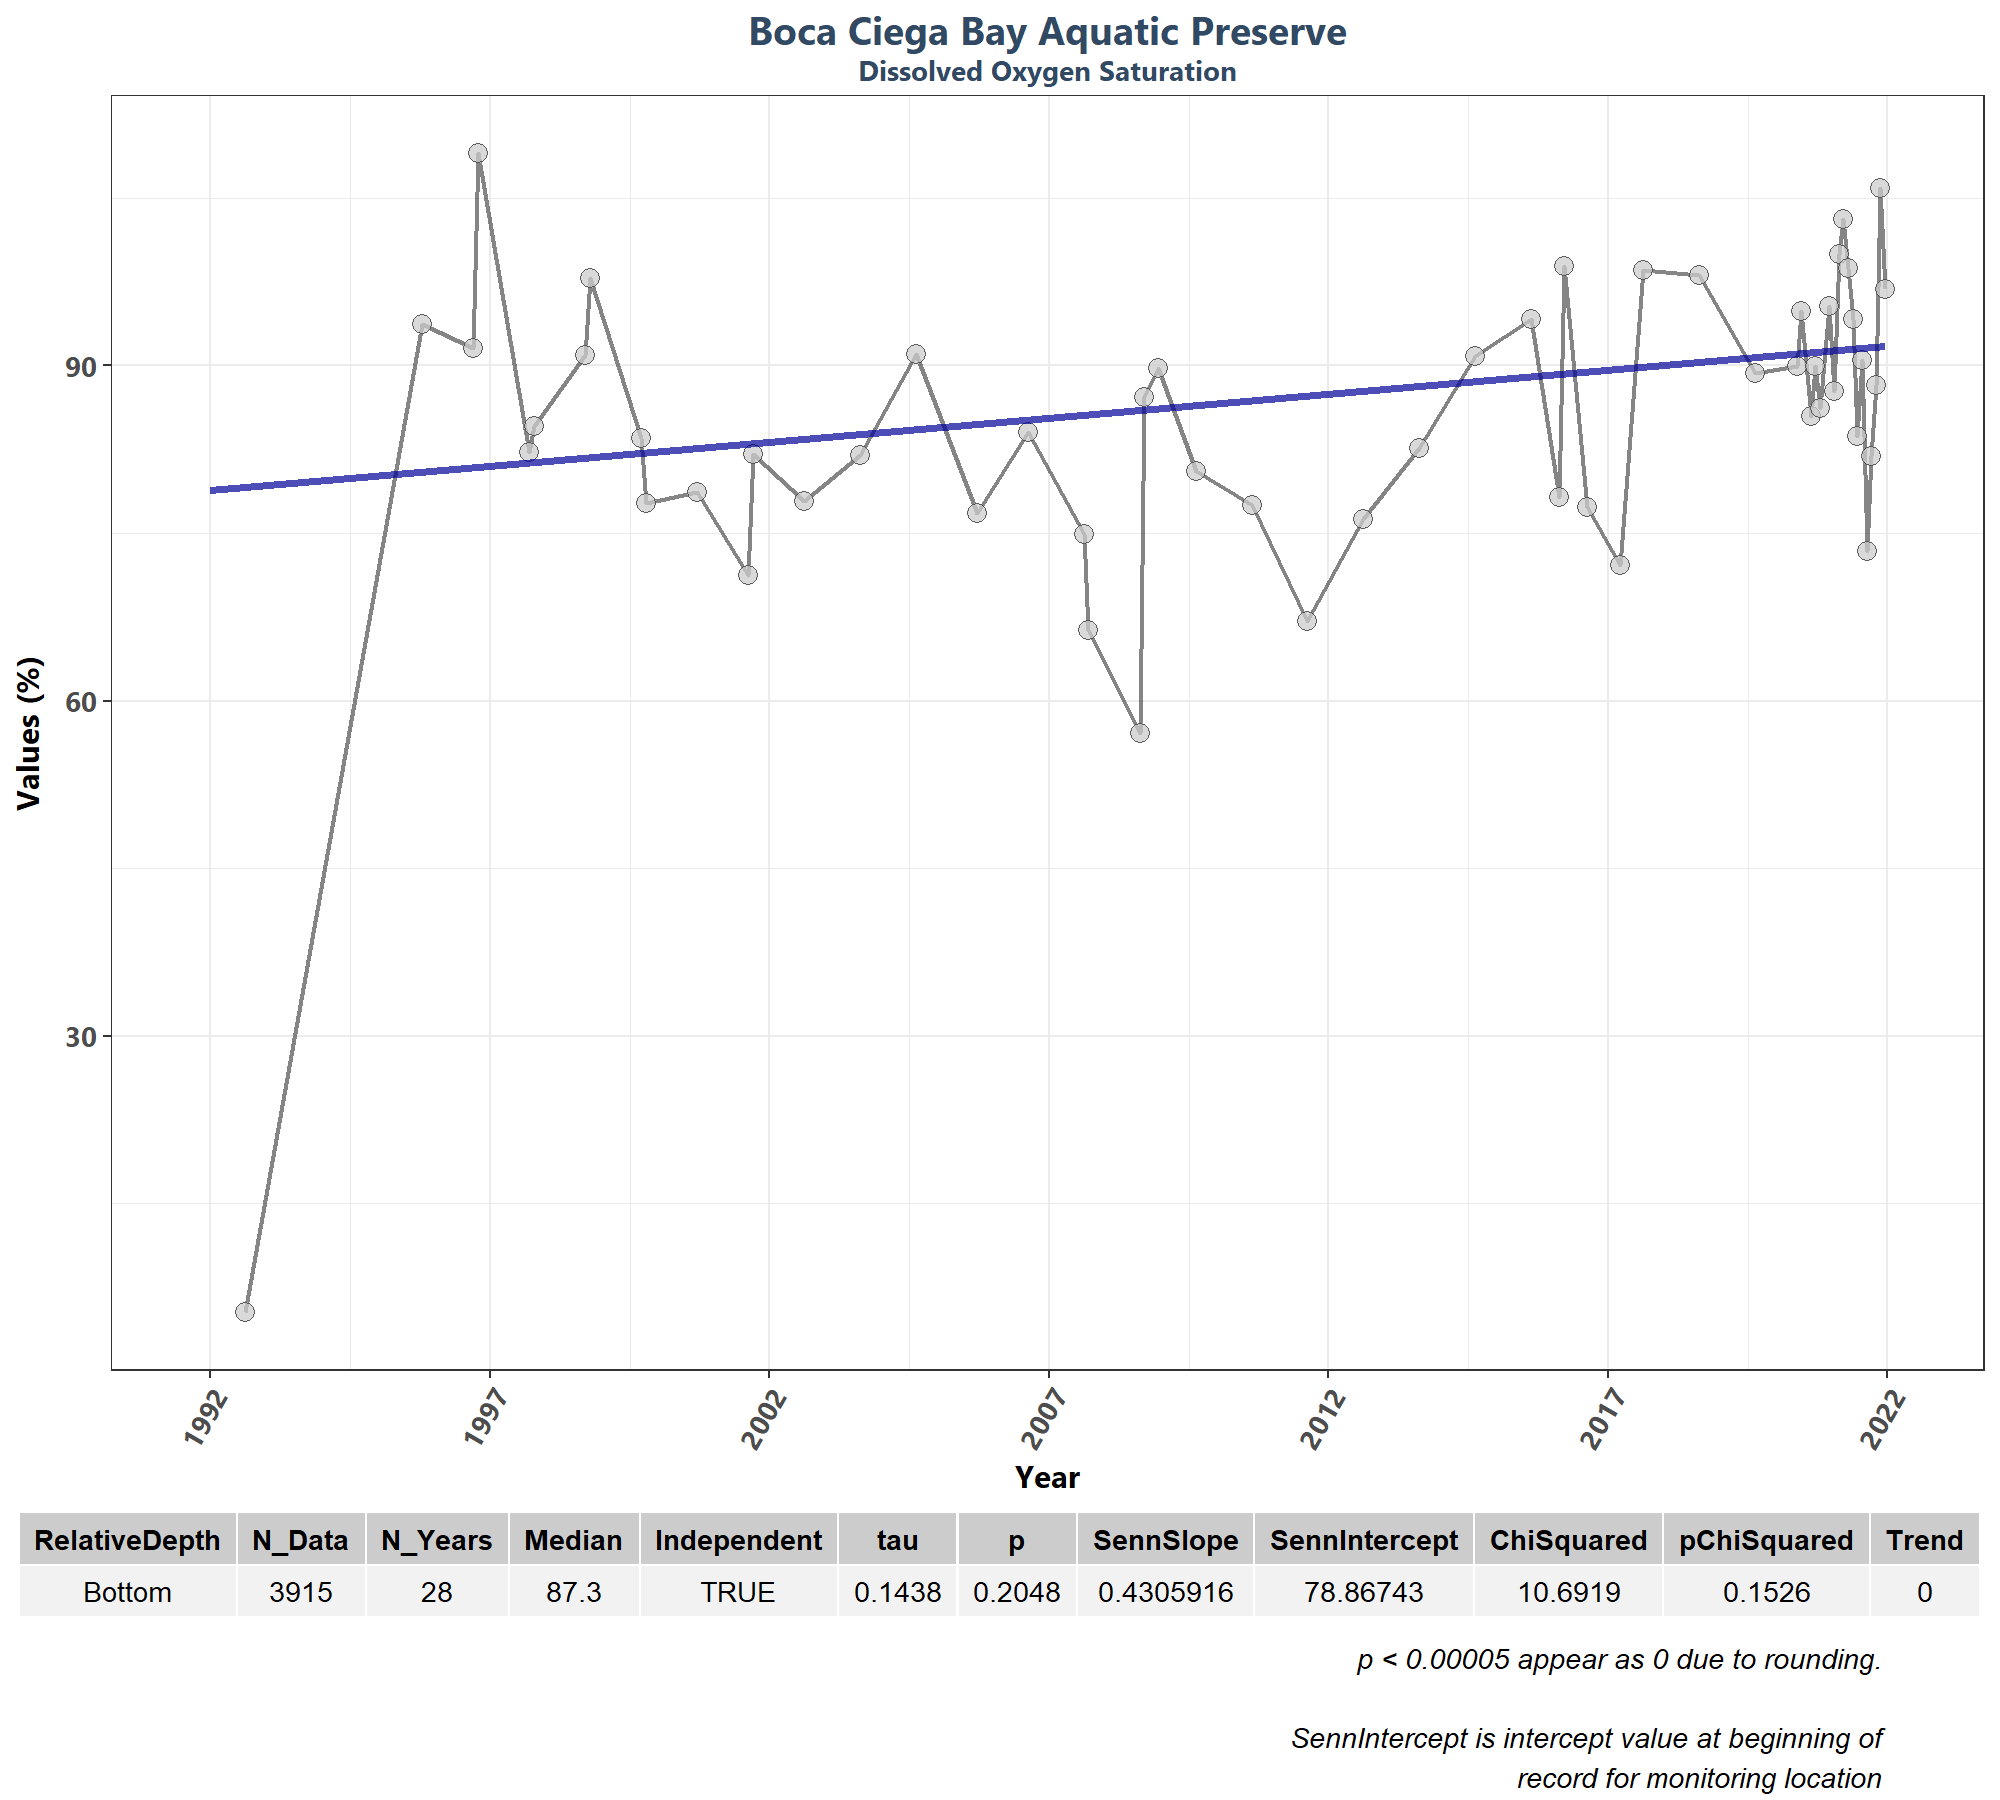 Boca Ciega Bay Aquatic Preserve
Dissolved Oxygen Saturation
Values (%)
90
60
30
1992 1997 2002 2007 2012 2017 2022
Year
RelativeDepth N_Data N_Years Median Independent tau p SennSlope SennIntercept ChiSquared pChiSquared Trend
Bottom 3915 28 87.3 TRUE 0.1438 0.2048 0.4305916 78.86743 10.6919 0.1526 0
p < 0.00005 appear as 0 due to rounding.
SennIntercept is intercept value at beginning of
record for monitoring location